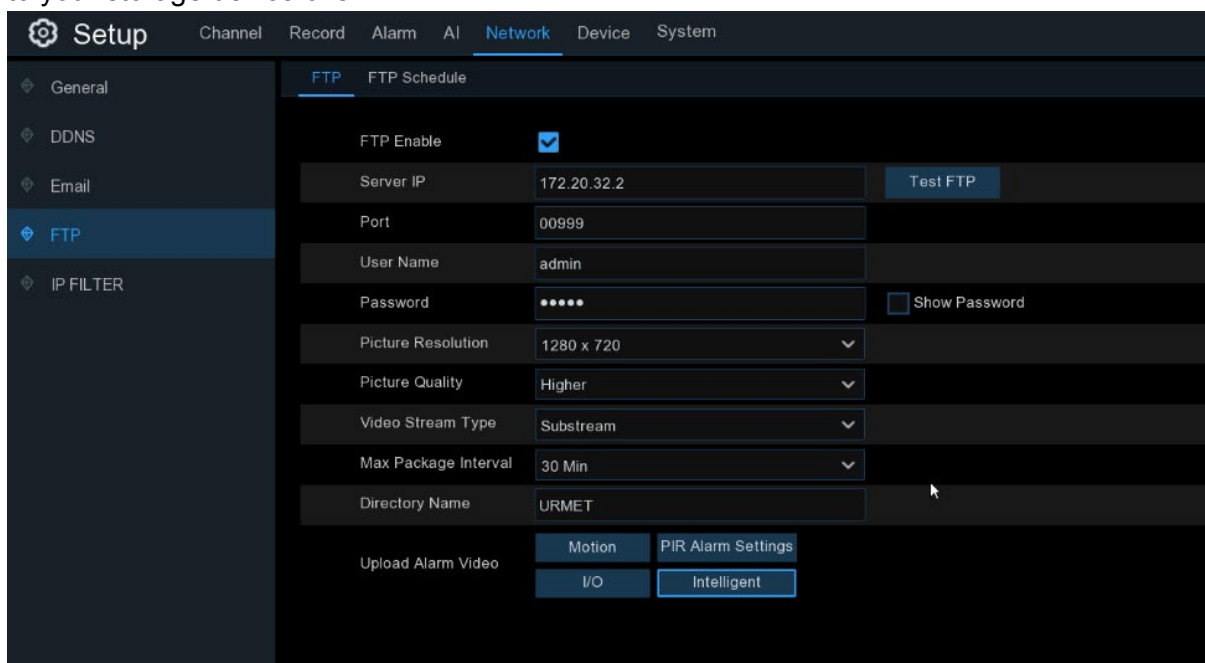 Setup Channel Record Alarm AI Network Device System
General
DDNS
Email
FTP
IP FILTER
FTP FTP Schedule
FTP Enable
Server IP 172.20.32.2 Test FTP
Port 00999
User Name admin
Password ••••• Show Password
Picture Resolution 1280 x 720
Picture Quality Higher
Video Stream Type Substream
Max Package Interval 30 Min
Directory Name URMET
Upload Alarm Video Motion PIR Alarm Settings
I/O Intelligent